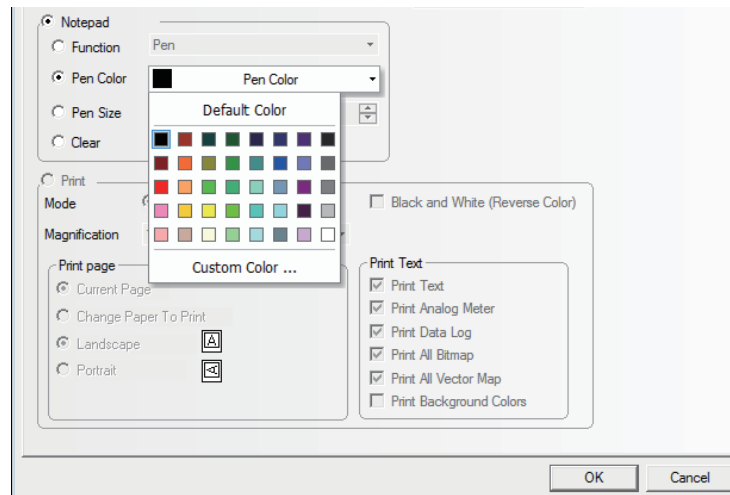 Notepad
Function Pen
Pen Color Pen Color
Pen Size Default Color
Clear
Print
Mode Black and White (Reverse Color)
Magnification
Print page
Custom Color ...
Current Page
Change Paper To Print
Landscape A
Portrait A
Print Text
Print Text
Print Analog Meter
Print Data Log
Print All Bitmap
Print All Vector Map
Print Background Colors
OK Cancel